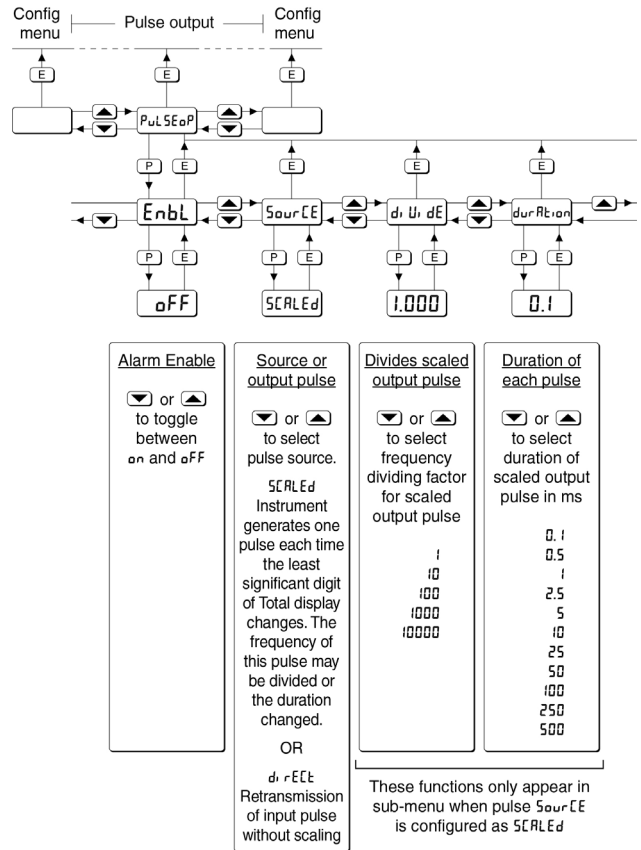 Config menu
Pulse output
Config menu
E E E
PuLSEoP
P E E E E
EnbL SourCE diUidE durAtion
P E P E P E P E
oFF SCALEd 1.000 0.1
Alarm Enable
or
to toggle
between
on and oFF
Source or
output pulse
or
to select
pulse source.
SCALEd
Instrument
generates one
pulse each time
the least
significant digit
of Total display
changes. The
frequency of
this pulse may
be divided or
the duration
changed.
OR
dirECt
Retransmission
of input pulse
without scaling
Divides scaled
output pulse
or
to select
frequency
dividing factor
for scaled
output pulse
1
10
100
1000
10000
Duration of
each pulse
or
to select
duration of
scaled output
pulse in ms
0.1
0.5
1
2.5
5
10
25
50
100
250
500
These functions only appear in
sub-menu when pulse SourCE
is configured as SCALEd